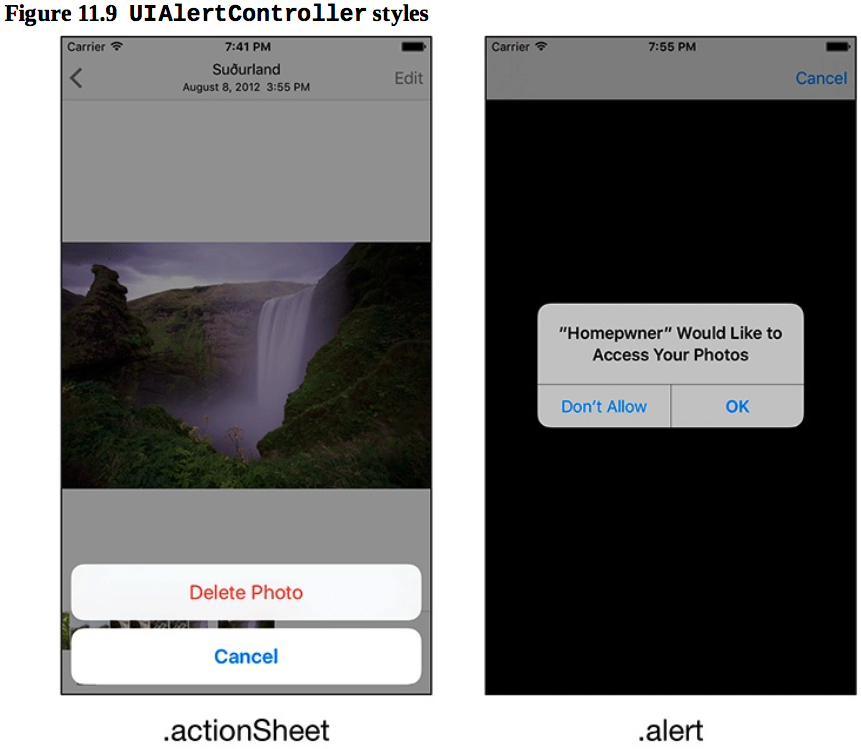 Figure 11.9 UIAlertController styles
Carrier 7:41 PM
Suðurland
Edit
August 8, 2012 3:55 PM
Delete Photo
Cancel
.actionSheet
Carrier 7:55 PM
Cancel
"Homepwner" Would Like to
Access Your Photos
Don't Allow OK
.alert